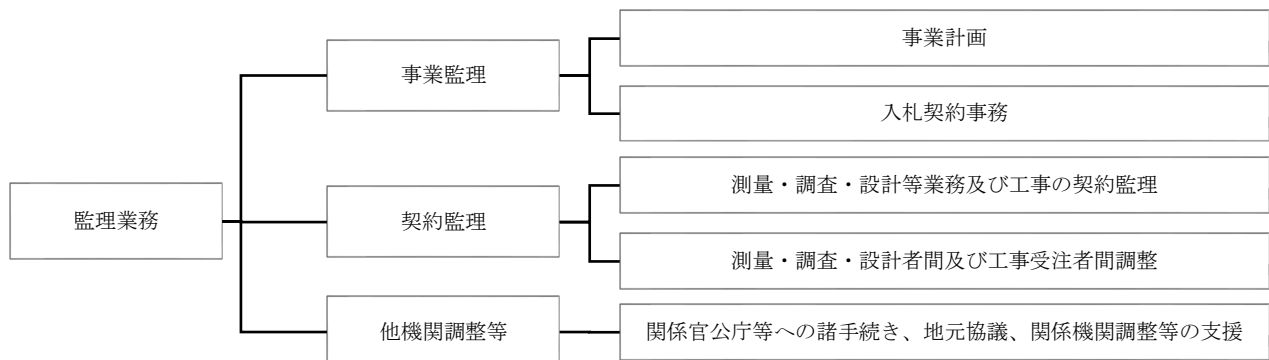 事業計画
事業監理
入札契約事務
測量・調査・設計等業務及び工事の契約監理
監理業務
契約監理
測量・調査・設計者間及び工事受注者間調整
他機関調整等
関係官公庁等への諸手続き、地元協議、関係機関調整等の支援